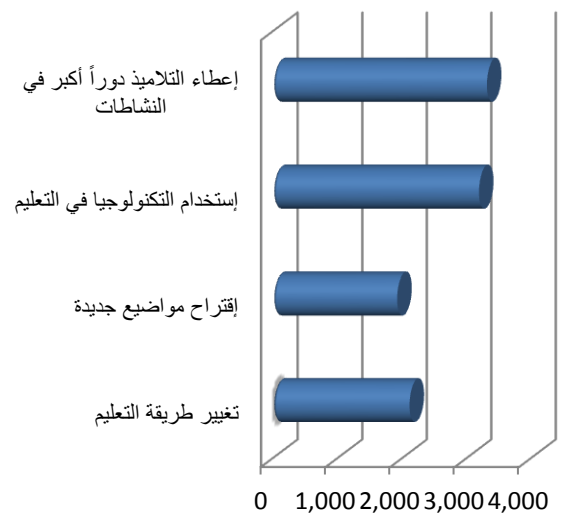 إعطاء التلاميذ دوراً أكبر في
النشاطات
إستخدام التكنولوجيا في التعليم
إقتراح مواضيع جديدة
تغيير طريقة التعليم
0 1,000 2,000 3,000 4,000